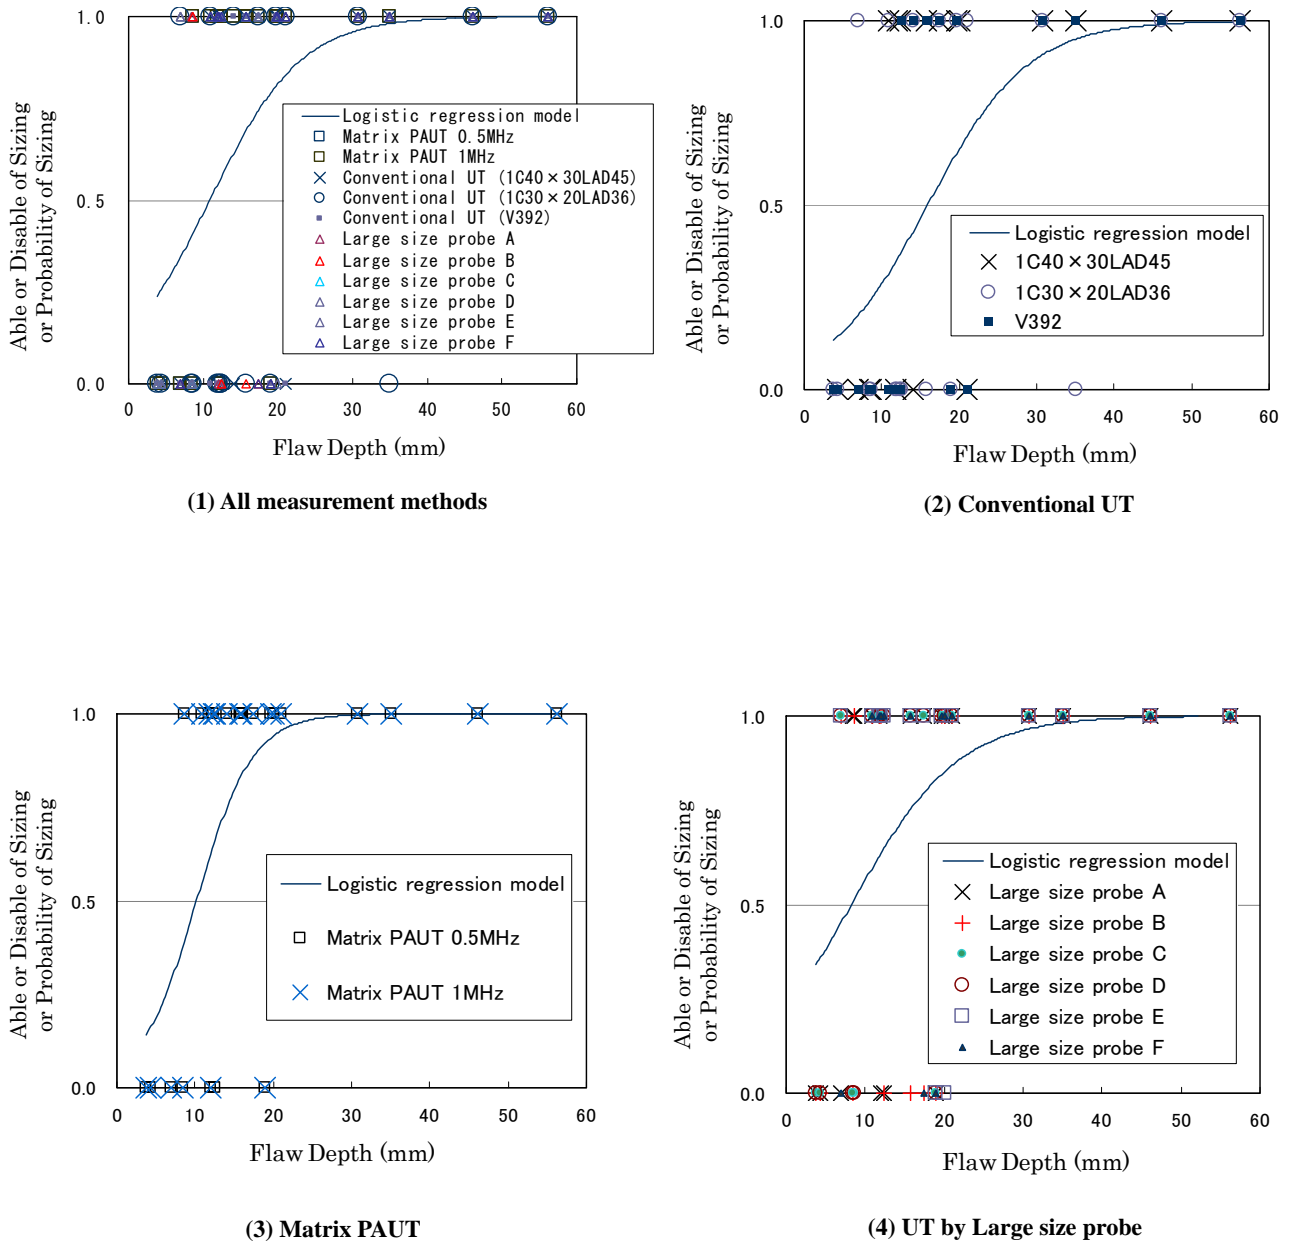 1.0
0.5
0.0
0
10
20
30
40
50
60
Able or Disable of Sizing
or Probability of Sizing
Flaw Depth (mm)
Logistic regression model
Matrix PAUT 0.5MHz
Matrix PAUT 1MHz
Conventional UT (1C40×30LAD45)
Conventional UT (1C30×20LAD36)
Conventional UT (V392)
Large size probe A
Large size probe B
Large size probe C
Large size probe D
Large size probe E
Large size probe F
(1) All measurement methods
1.0
0.5
0.0
0
10
20
30
40
50
60
Able or Disable of Sizing
or Probability of Sizing
Flaw Depth (mm)
Logistic regression model
1C40×30LAD45
1C30×20LAD36
V392
(2) Conventional UT
1.0
0.5
0.0
0
10
20
30
40
50
60
Able or Disable of Sizing
or Probability of Sizing
Flaw Depth (mm)
Logistic regression model
Matrix PAUT 0.5MHz
Matrix PAUT 1MHz
(3) Matrix PAUT
1.0
0.5
0.0
0
10
20
30
40
50
60
Able or Disable of Sizing
or Probability of Sizing
Flaw Depth (mm)
Logistic regression model
Large size probe A
Large size probe B
Large size probe C
Large size probe D
Large size probe E
Large size probe F
(4) UT by Large size probe